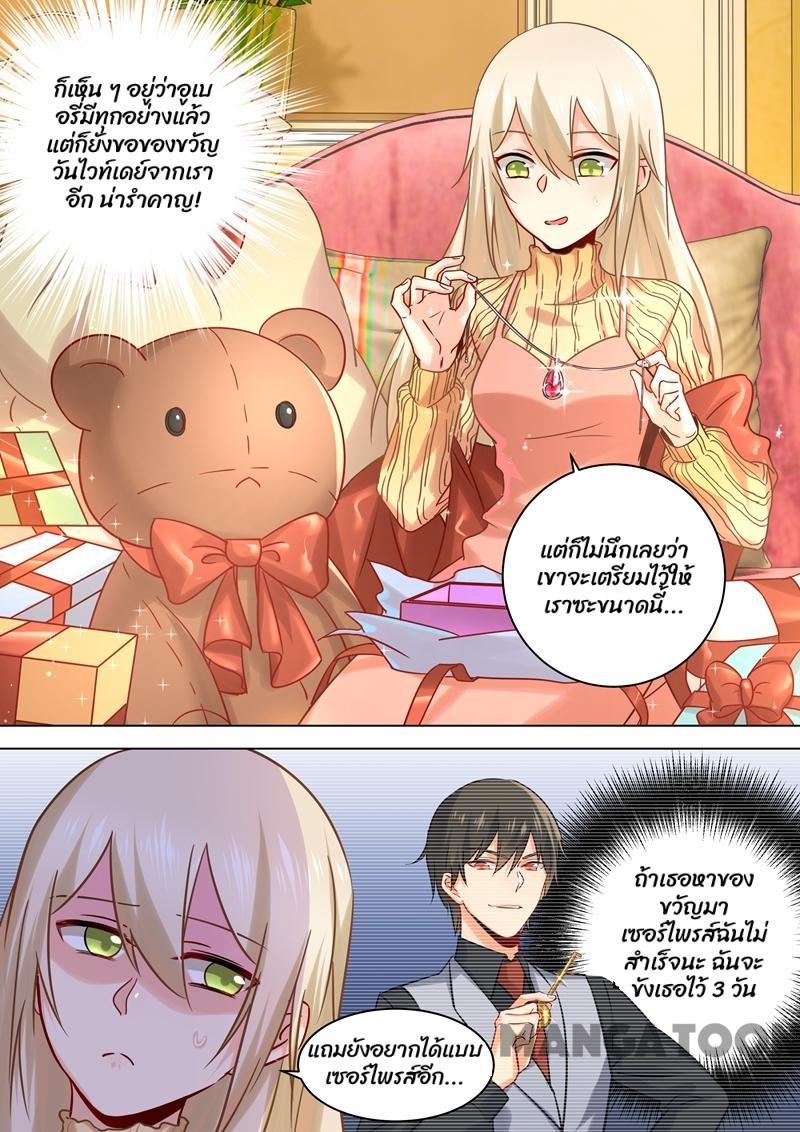 ก็เห็น ๆ อยู่ว่าอูเบ
อรี่มีทุกอย่างแล้ว
แต่ก็ยังขอของขวัญ
วันไวท์เดย์จากเรา
อีก น่ารำคาญ!
แต่ก็ไม่นึกเลยว่า
เขาจะเตรียมไว้ให้
เราซะขนาดนี้...
ถ้าเธอหาของ
ขวัญมา
เซอร์ไพรส์ฉันไม่
สำเร็จนะ ฉันจะ
ขังเธอไว้ 3 วัน
แถมยังอยากได้แบบ
เซอร์ไพรส์อีก...
MANGATOON